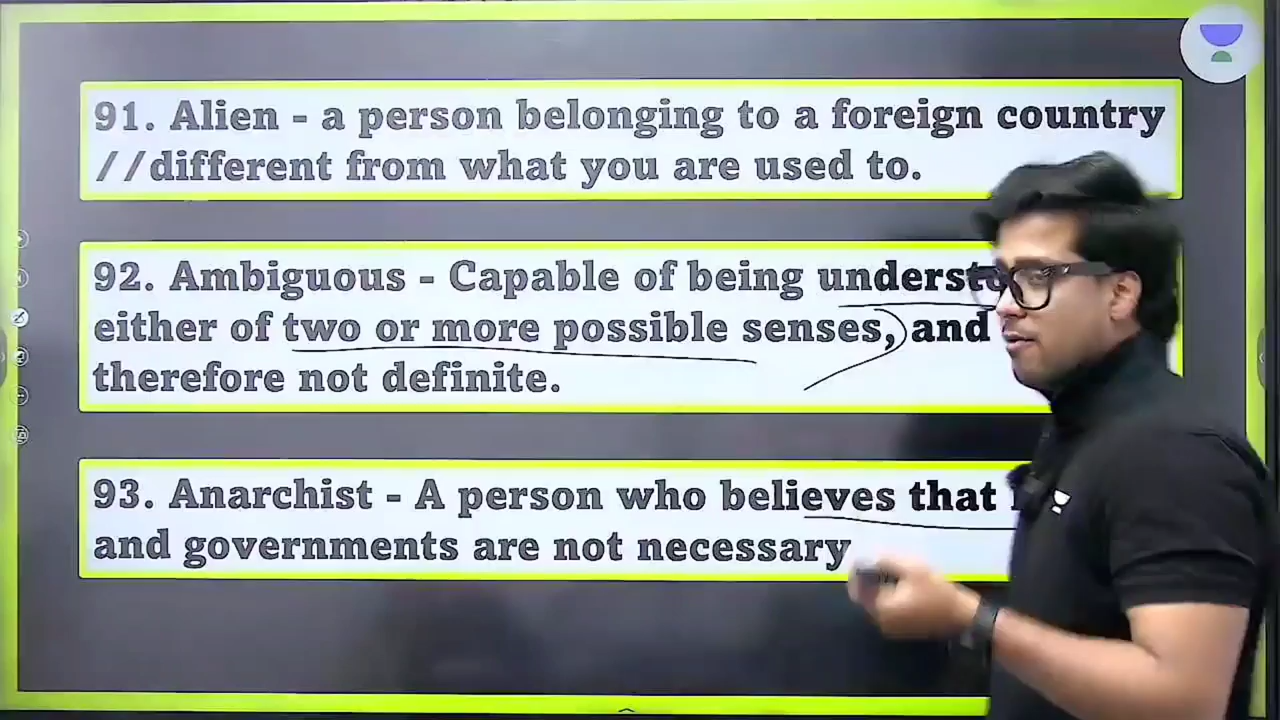 91. Alien - a person belonging to a foreign country
//different from what you are used to.
92. Ambiguous - Capable of being
either of two or more possible senses, and
therefore not definite.
93. Anarchist - A person who believes that
and governments are not necessary